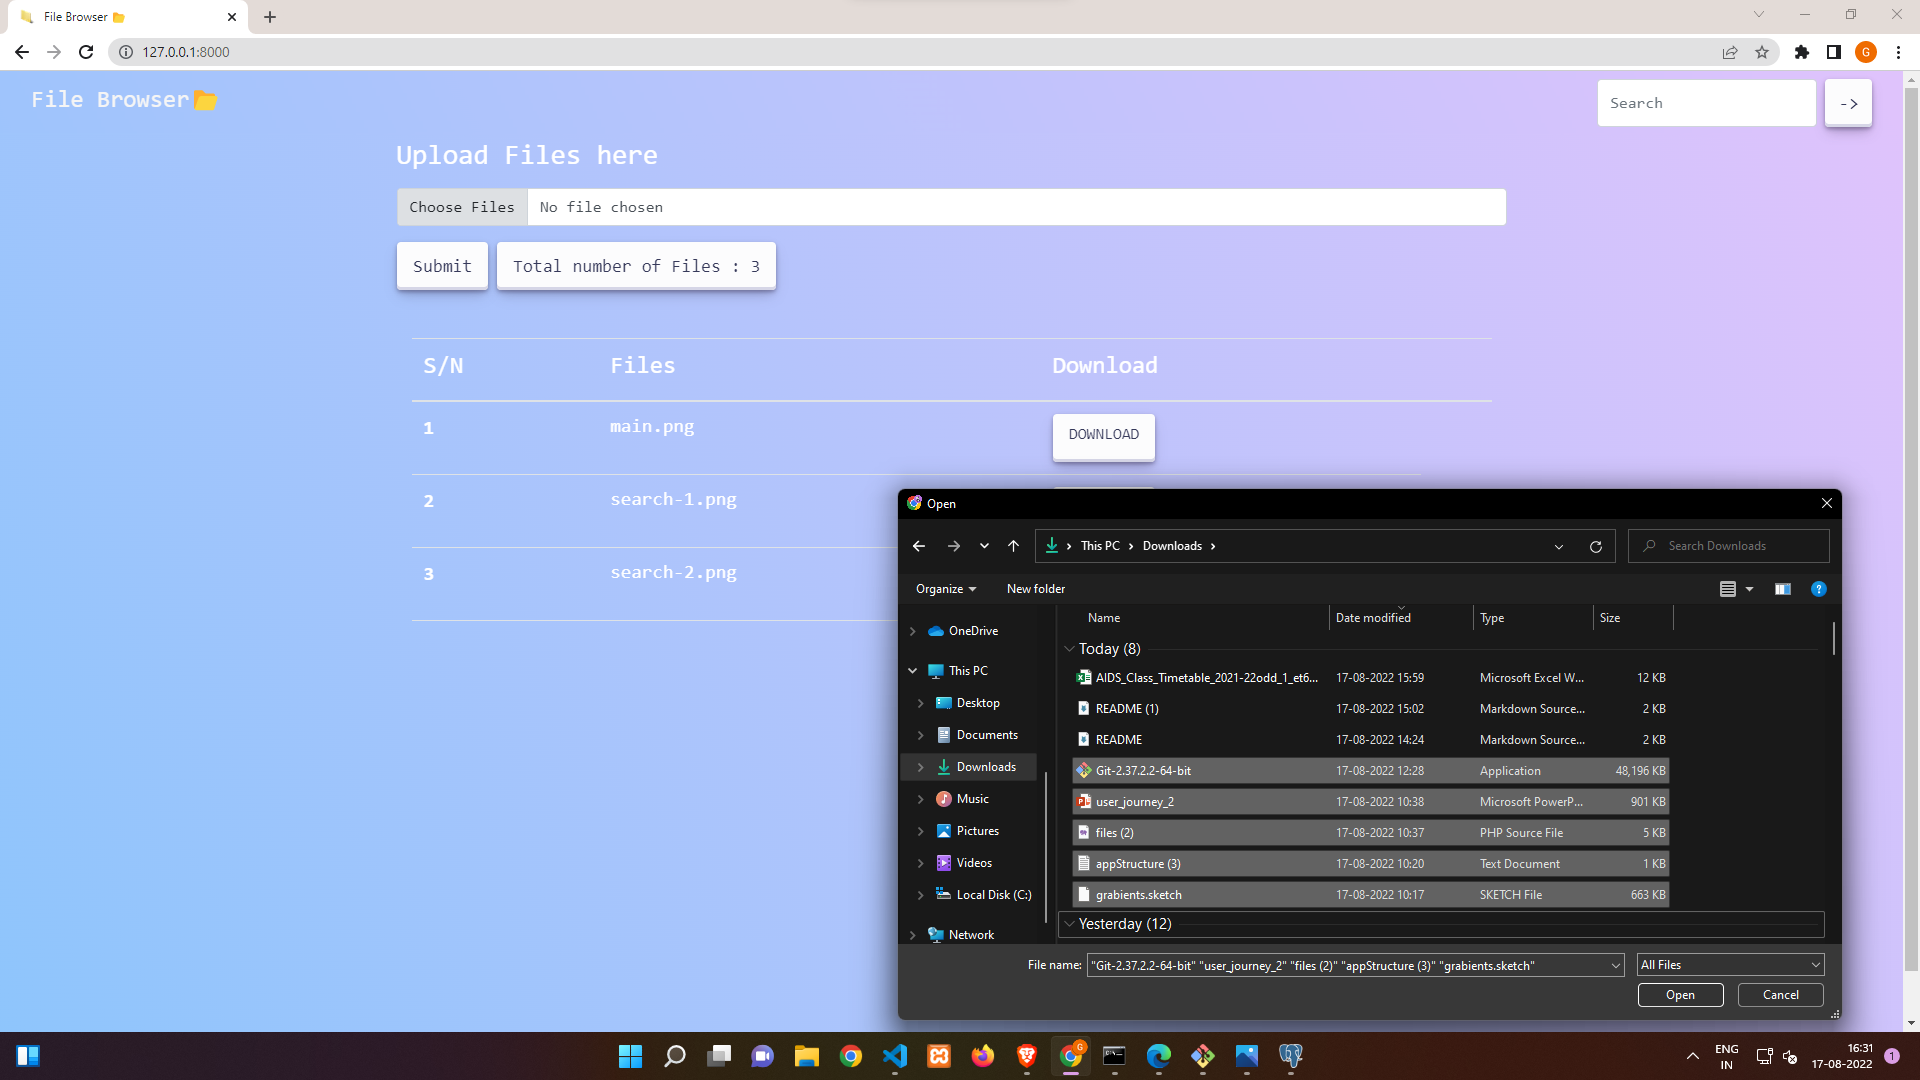 File Browser
127.0.0.1:8000
G
File Browser
Search
->
Upload Files here
Choose Files No file chosen
Submit
Total number of Files : 3
S/N Files Download
1 main.png DOWNLOAD
2 search-1.png
3 search-2.png
Open
This PC > Downloads >
Search Downloads
Organize
New folder
?
OneDrive
This PC
Desktop
Documents
Downloads
Music
Pictures
Videos
Local Disk (C:)
Network
Name Date modified Type Size
Today (8)
AIDS_Class_Timetable_2021-22odd_1_et6... 17-08-2022 15:59 Microsoft Excel W... 12 KB
README (1) 17-08-2022 15:02 Markdown Source... 2 KB
README 17-08-2022 14:24 Markdown Source... 2 KB
Git-2.37.2.2-64-bit 17-08-2022 12:28 Application 48,196 KB
user_journey_2 17-08-2022 10:38 Microsoft PowerP... 901 KB
files (2) 17-08-2022 10:37 PHP Source File 5 KB
appStructure (3) 17-08-2022 10:20 Text Document 1 KB
grabients.sketch 17-08-2022 10:17 SKETCH File 663 KB
Yesterday (12)
File name: "Git-2.37.2.2-64-bit" "user_journey_2" "files (2)" "appStructure (3)" "grabients.sketch"
All Files
Open
Cancel
G
ENG
IN
16:31
17-08-2022
1